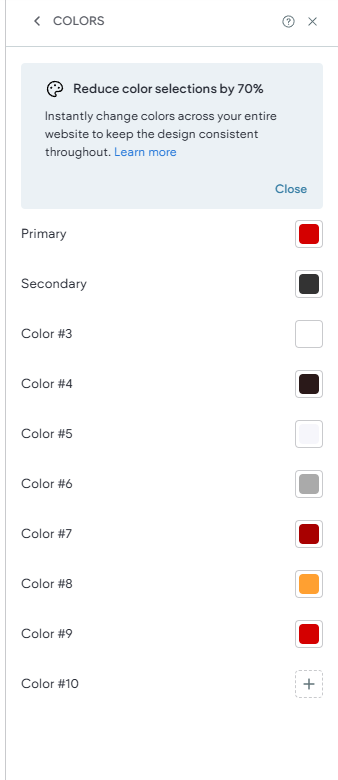 COLORS
Reduce color selections by 70%
Instantly change colors across your entire
website to keep the design consistent
throughout. Learn more
Close
Primary
Secondary
Color #3
Color #4
Color #5
Color #6
Color #7
Color #8
Color #9
Color #10